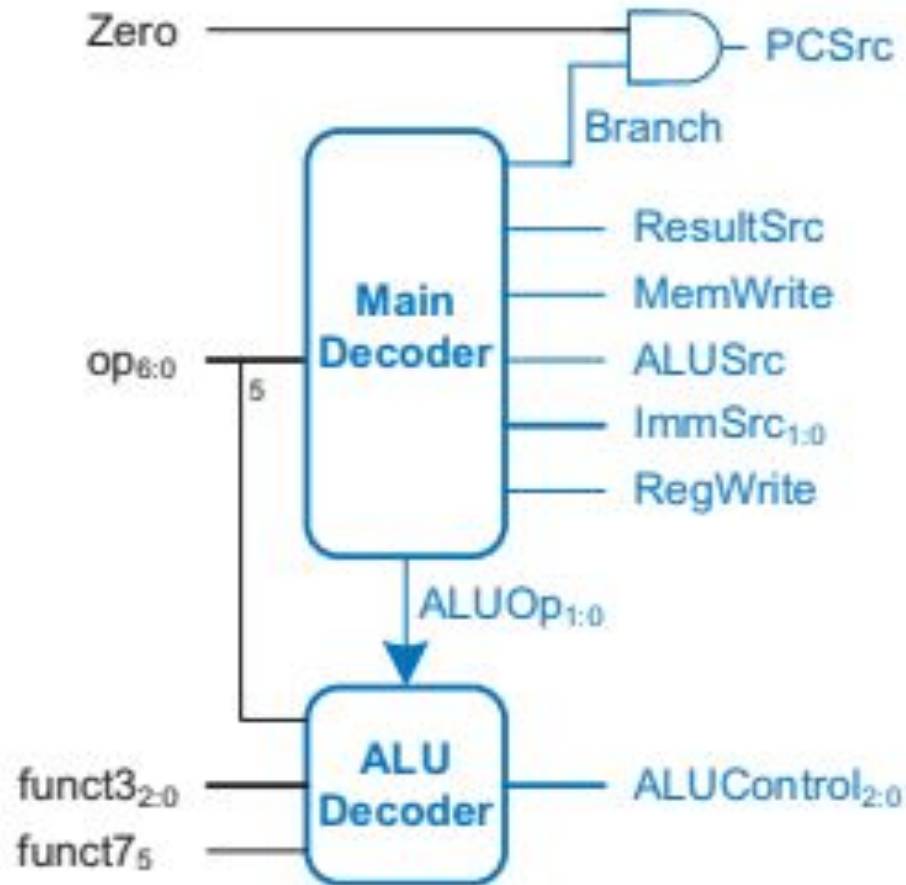 Zero
PCSrc
Branch
ResultSrc
MemWrite
Main
Decoder
ALUSrc
op6:0
5
ImmSrc1:0
RegWrite
ALUOp1:0
ALU
Decoder
funct32:0
ALUControl2:0
funct75